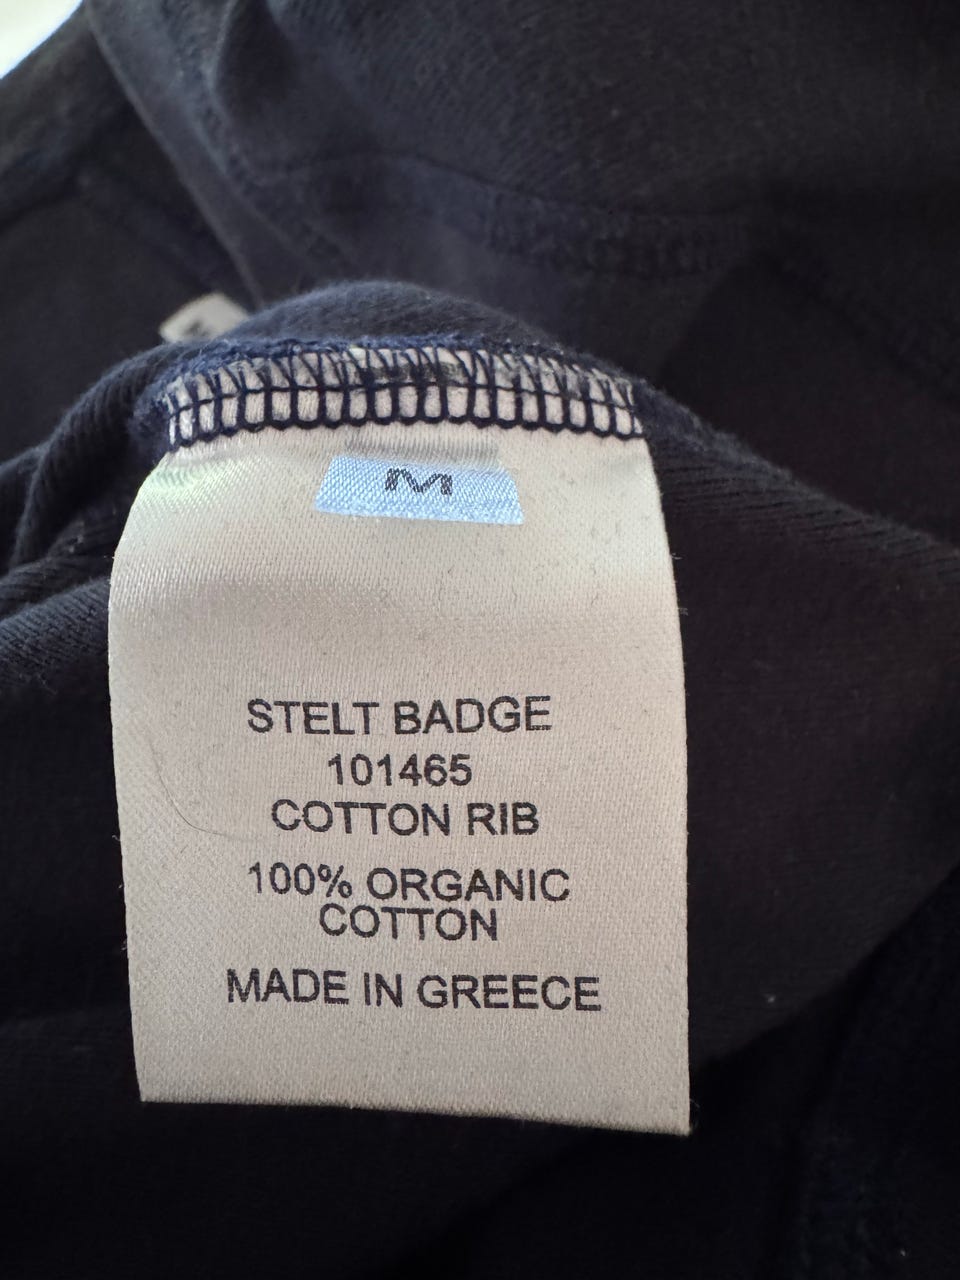 M
STELT BADGE
101465
COTTON RIB
100% ORGANIC
COTTON
MADE IN GREECE